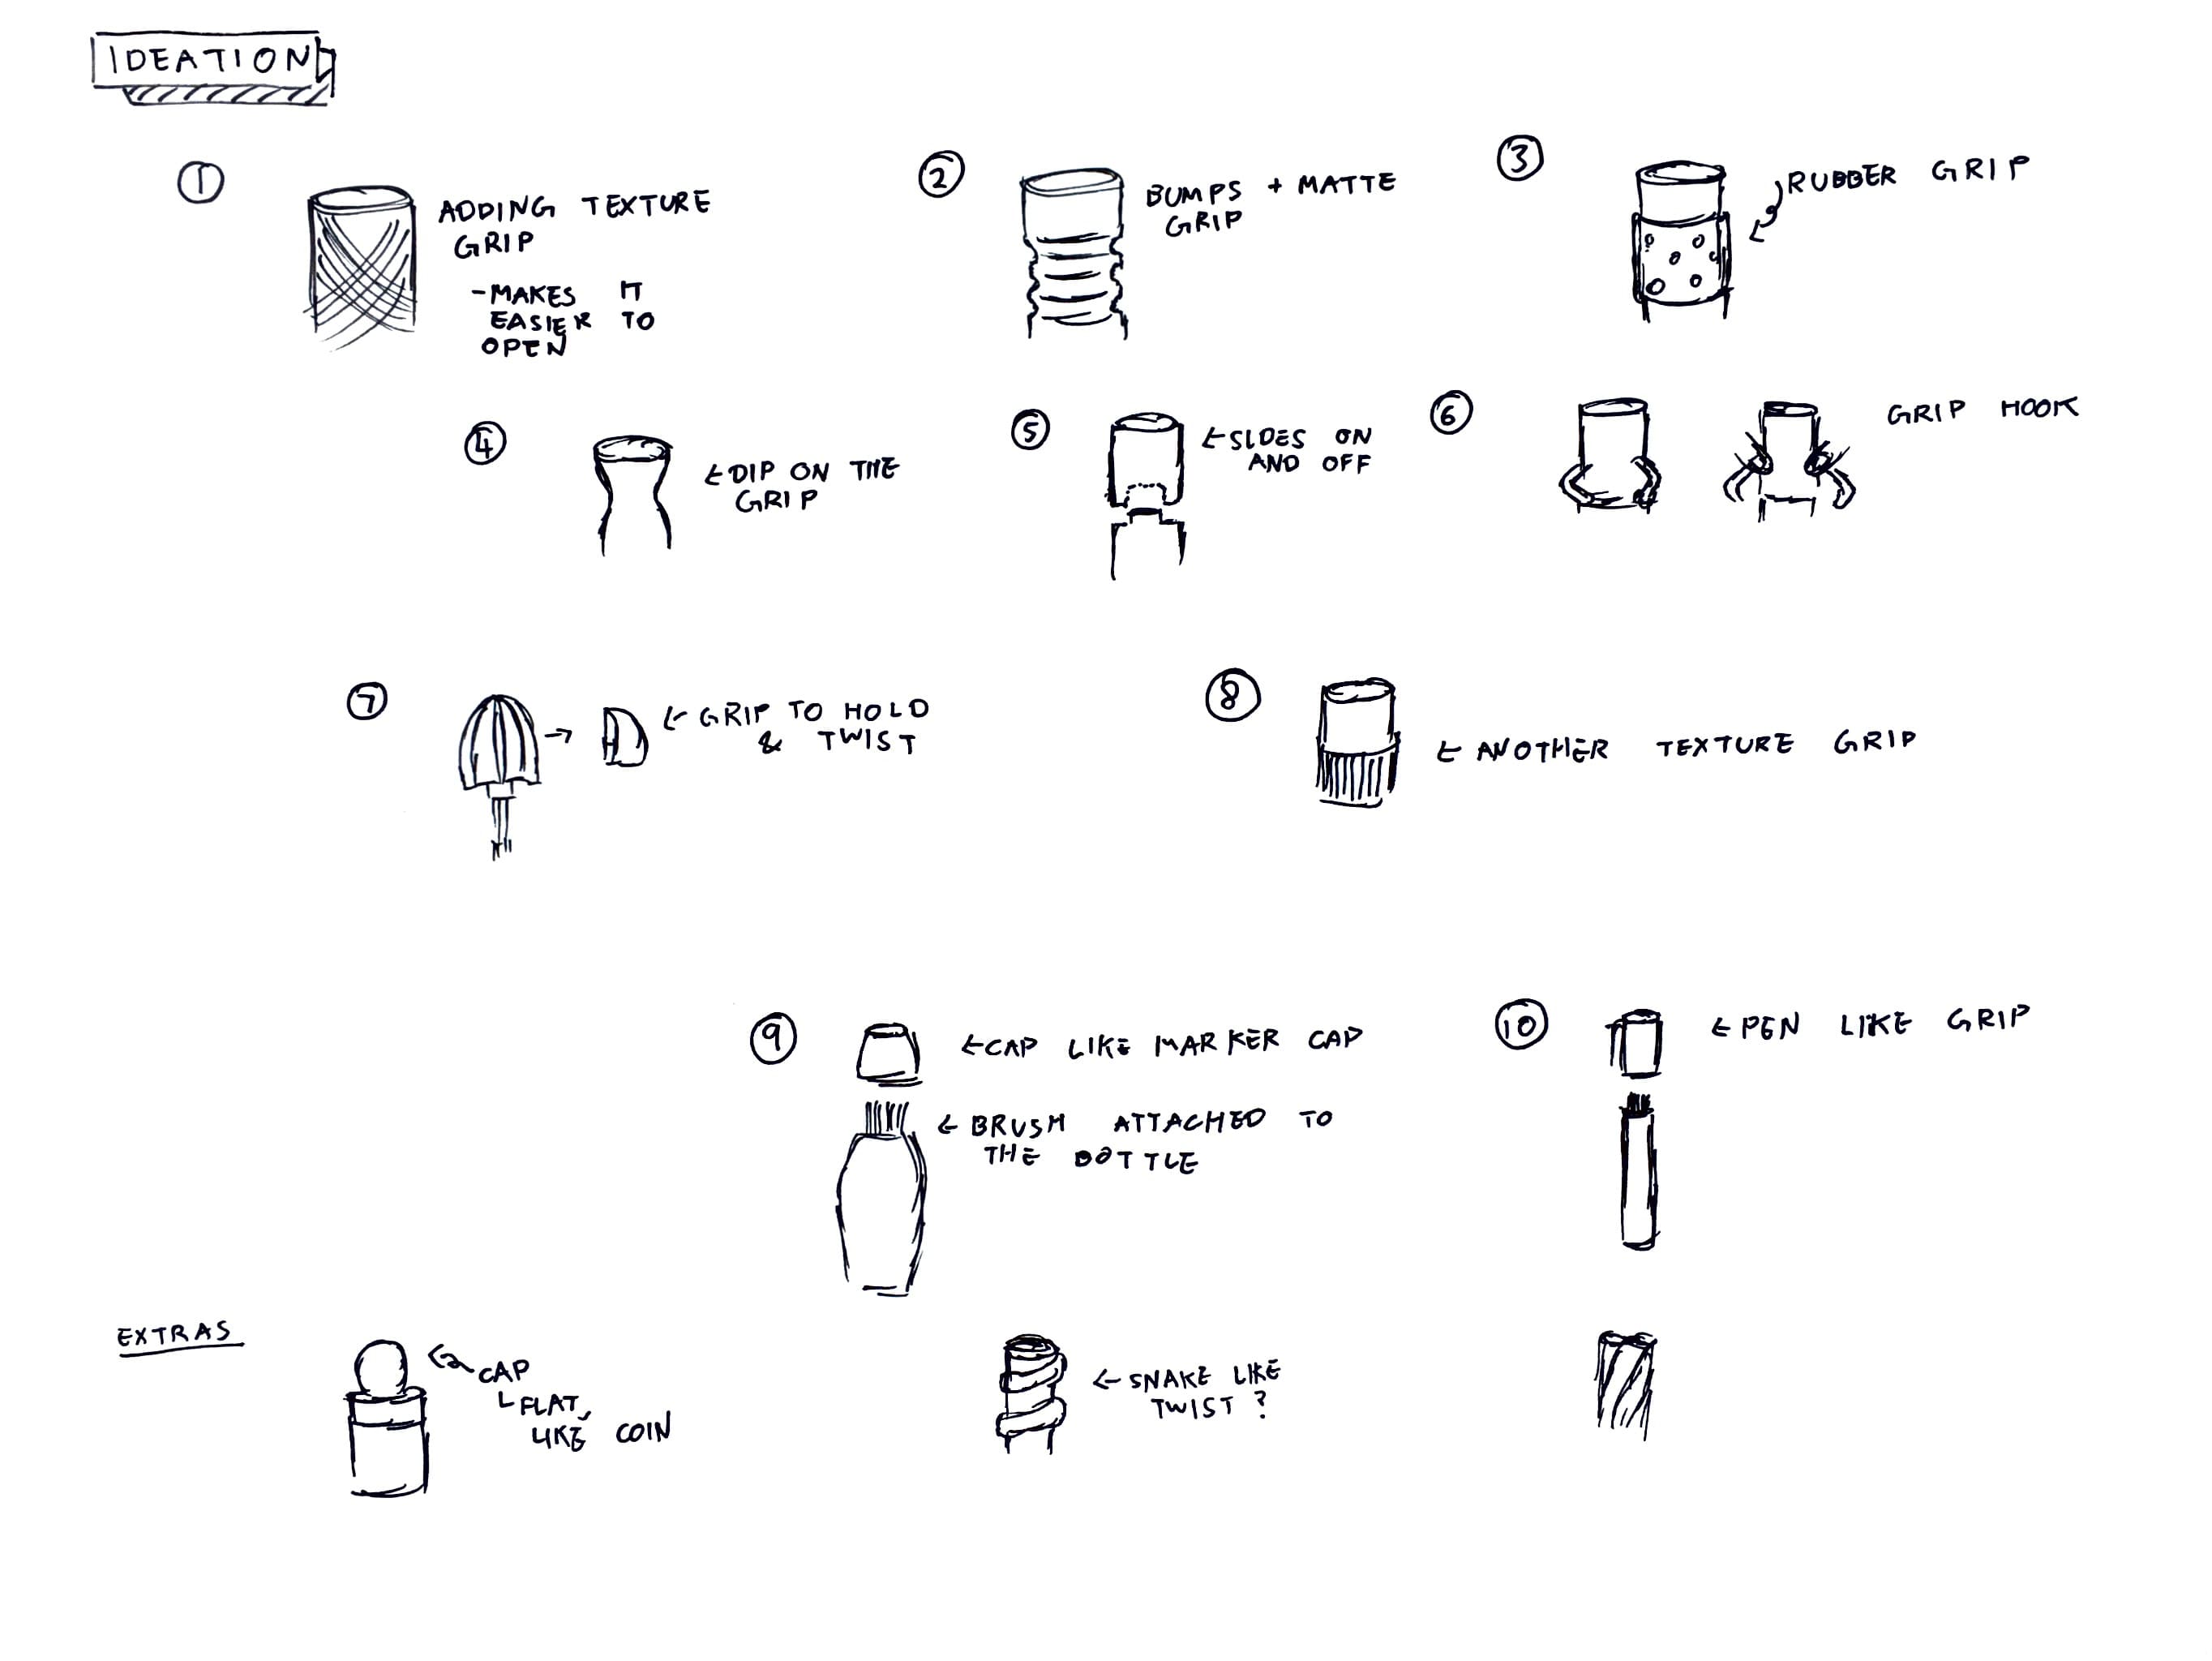 IDEATION
1
ADDING TEXTURE
GRIP
- MAKES IT
EASIER TO
OPEN
2
BUMPS + MATTE
GRIP
3
RUBBER GRIP
4
← DIP ON THE
GRIP
5
← SLDES ON
AND OFF
6
GRIP HOOK
7
← GRIP TO HOLD
& TWIST
8
← ANOTHER TEXTURE GRIP
9
← CAP LIKE MARKER CAP
← BRUSH ATTACHED TO
THE BOTTLE
10
← PEN LIKE GRIP
EXTRAS
CAP
FLAT,
LIKE COIN
← SNAKE LIKE
TWIST ?